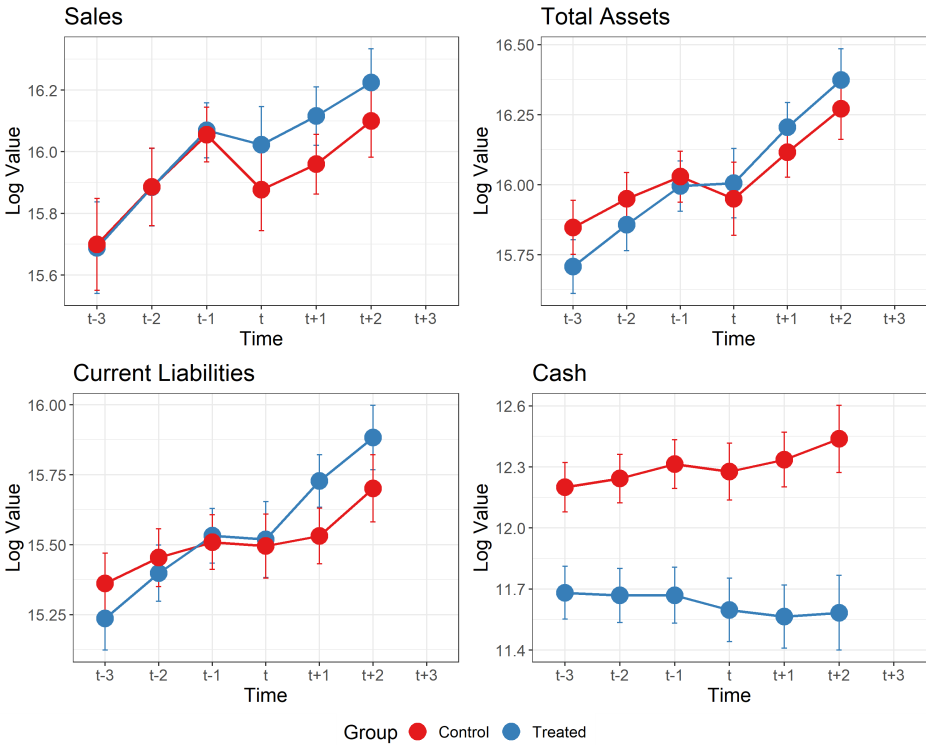 Sales
Log Value
16.2
16.0
15.8
15.6
t-3 t-2 t-1 t t+1 t+2 t+3
Time
Total Assets
Log Value
16.50
16.25
16.00
15.75
t-3 t-2 t-1 t t+1 t+2 t+3
Time
Current Liabilities
Log Value
16.00
15.75
15.50
15.25
t-3 t-2 t-1 t t+1 t+2 t+3
Time
Cash
Log Value
12.6
12.3
12.0
11.7
11.4
t-3 t-2 t-1 t t+1 t+2 t+3
Time
Group Control Treated